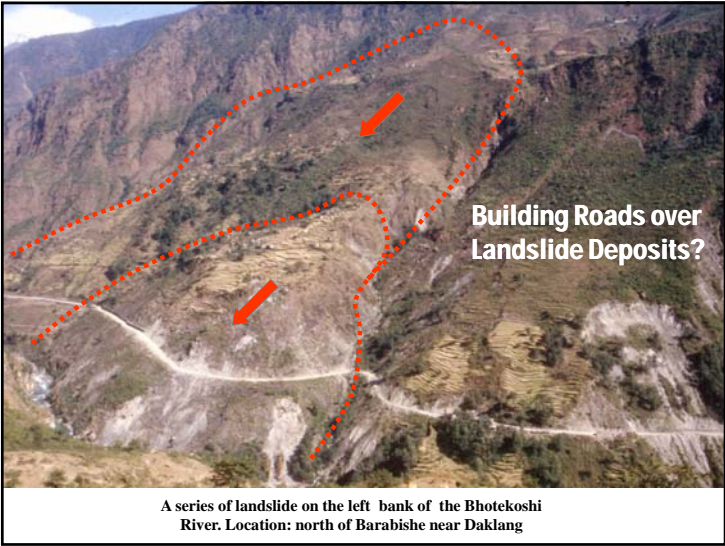 Building Roads over
Landslide Deposits?
A series of landslide on the left bank of the Bhotekoshi
River. Location: north of Barabishe near Daklang